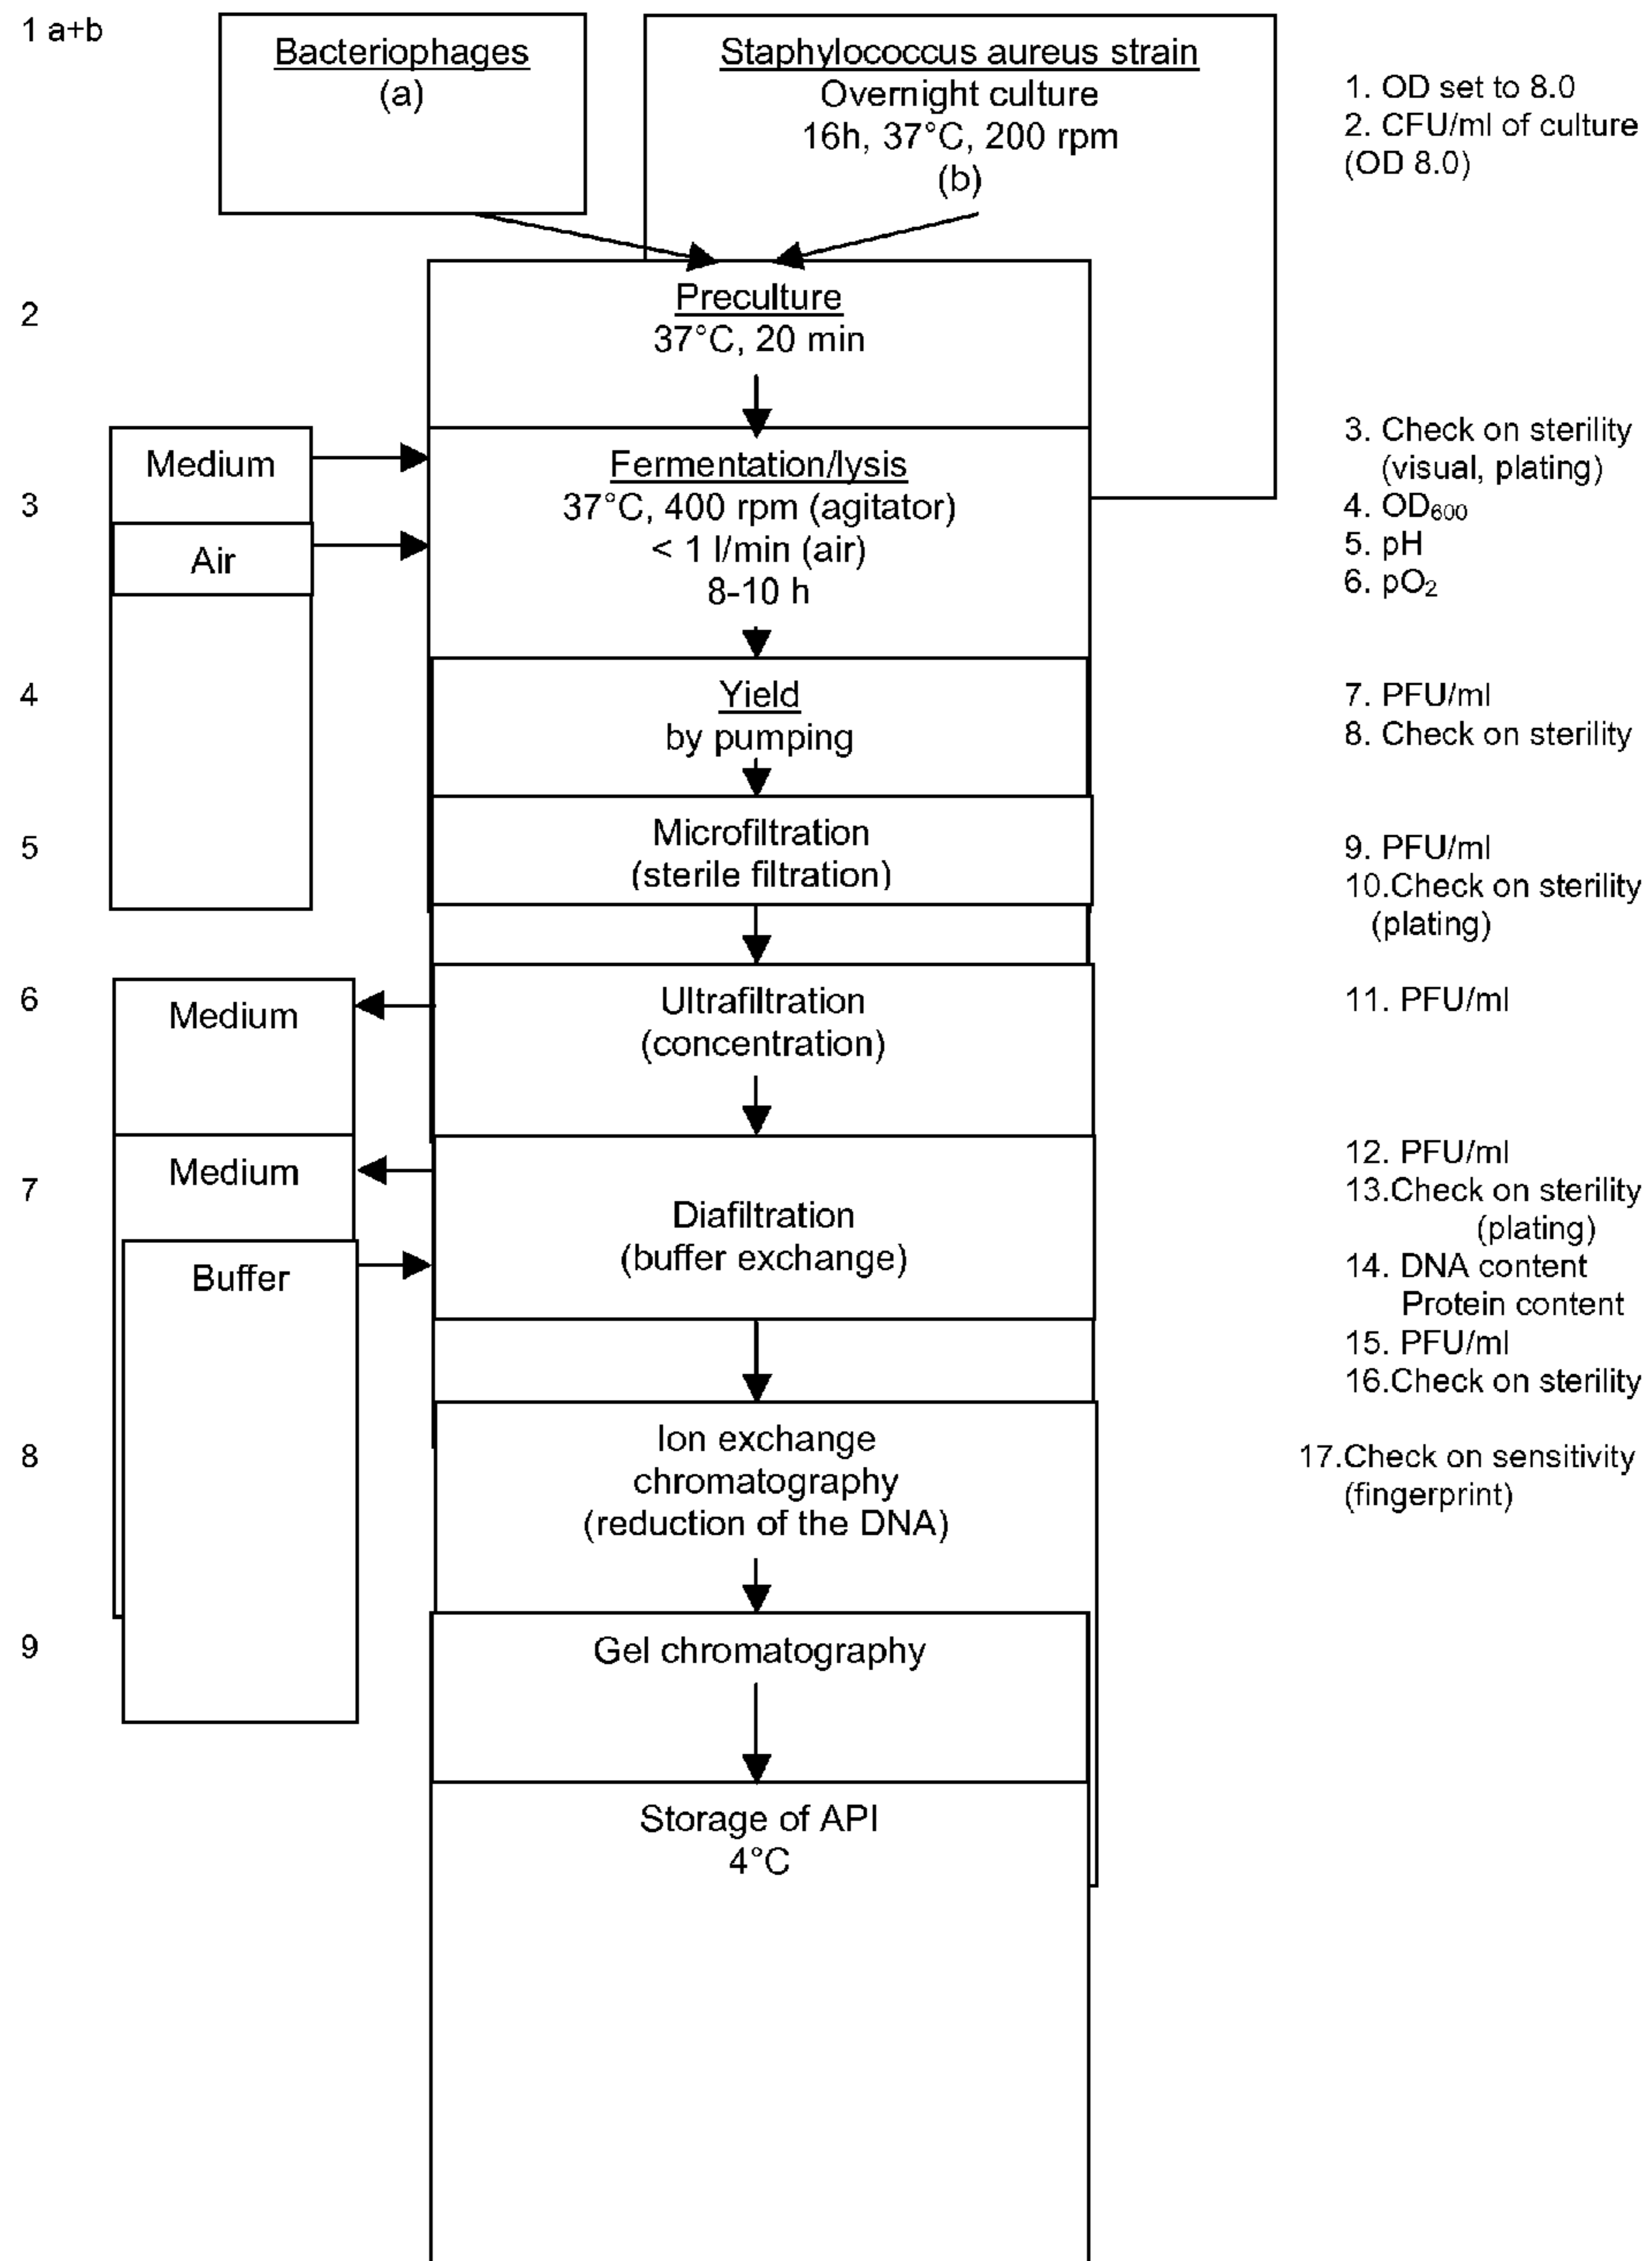 1 a+b
Bacteriophages
(a)
Staphylococcus aureus strain
Overnight culture
16h, 37°C, 200 rpm
(b)
1. OD set to 8.0
2. CFU/ml of culture
(OD 8.0)
2
Preculture
37°C, 20 min
3
Medium
Air
Fermentation/lysis
37°C, 400 rpm (agitator)
< 1 l/min (air)
8-10 h
3. Check on sterility
(visual, plating)
4. OD₆₀₀
5. pH
6. pO₂
4
Yield
by pumping
7. PFU/ml
8. Check on sterility
5
Microfiltration
(sterile filtration)
9. PFU/ml
10.Check on sterility
(plating)
6
Medium
Ultrafiltration
(concentration)
11. PFU/ml
7
Medium
Buffer
Diafiltration
(buffer exchange)
12. PFU/ml
13.Check on sterility
(plating)
14. DNA content
Protein content
15. PFU/ml
16.Check on sterility
8
Ion exchange
chromatography
(reduction of the DNA)
17.Check on sensitivity
(fingerprint)
9
Gel chromatography
Storage of API
4°C